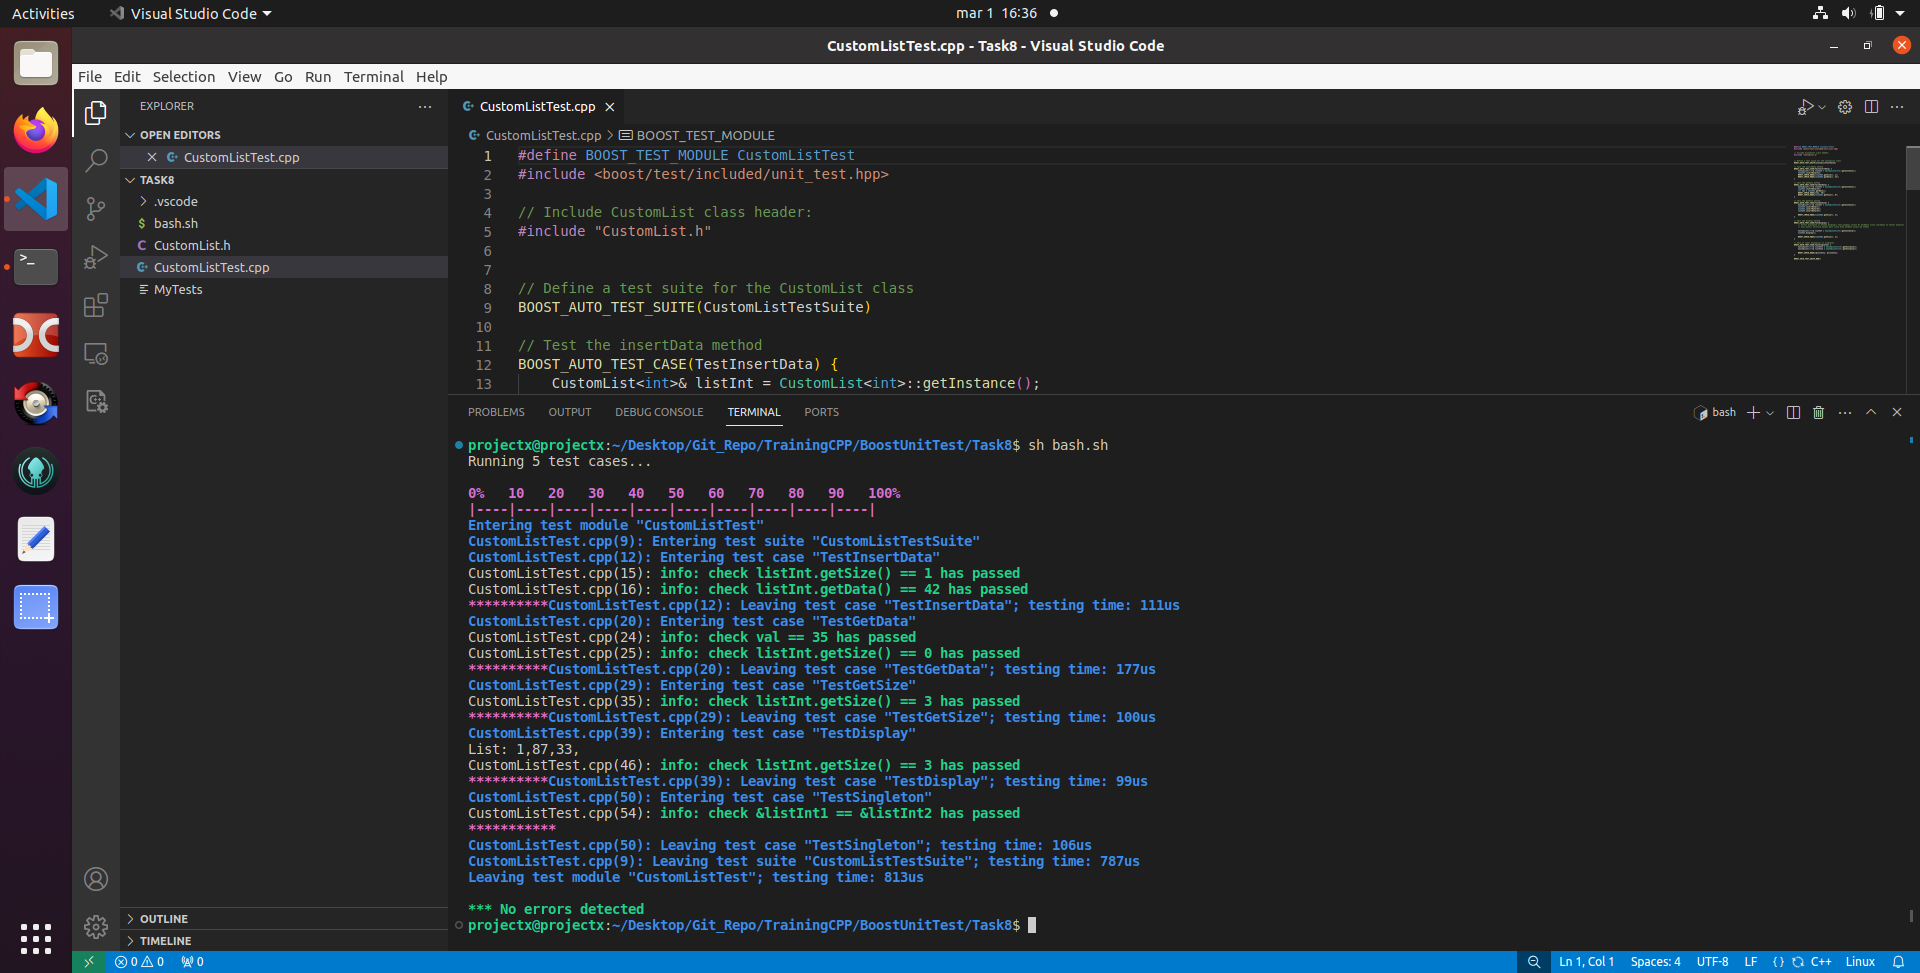 Activities
Visual Studio Code
mar 1 16:36
CustomListTest.cpp - Task8 - Visual Studio Code
File Edit Selection View Go Run Terminal Help
EXPLORER
OPEN EDITORS
CustomListTest.cpp
TASK8
.vscode
$ bash.sh
C CustomList.h
CustomListTest.cpp
MyTests
OUTLINE
TIMELINE
CustomListTest.cpp
CustomListTest.cpp > BOOST_TEST_MODULE
1 #define BOOST_TEST_MODULE CustomListTest
2 #include <boost/test/included/unit_test.hpp>
3
4 // Include CustomList class header:
5 #include "CustomList.h"
6
7
8 // Define a test suite for the CustomList class
9 BOOST_AUTO_TEST_SUITE(CustomListTestSuite)
10
11 // Test the insertData method
12 BOOST_AUTO_TEST_CASE(TestInsertData) {
13 CustomList<int>& listInt = CustomList<int>::getInstance();
PROBLEMS OUTPUT DEBUG CONSOLE TERMINAL PORTS
bash
projectx@projectx:~/Desktop/Git_Repo/TrainingCPP/BoostUnitTest/Task8$ sh bash.sh
Running 5 test cases...
0% 10 20 30 40 50 60 70 80 90 100%
|----|----|----|----|----|----|----|----|----|----|
Entering test module "CustomListTest"
CustomListTest.cpp(9): Entering test suite "CustomListTestSuite"
CustomListTest.cpp(12): Entering test case "TestInsertData"
CustomListTest.cpp(15): info: check listInt.getSize() == 1 has passed
CustomListTest.cpp(16): info: check listInt.getData() == 42 has passed
**********CustomListTest.cpp(12): Leaving test case "TestInsertData"; testing time: 111us
CustomListTest.cpp(20): Entering test case "TestGetData"
CustomListTest.cpp(24): info: check val == 35 has passed
CustomListTest.cpp(25): info: check listInt.getSize() == 0 has passed
**********CustomListTest.cpp(20): Leaving test case "TestGetData"; testing time: 177us
CustomListTest.cpp(29): Entering test case "TestGetSize"
CustomListTest.cpp(35): info: check listInt.getSize() == 3 has passed
**********CustomListTest.cpp(29): Leaving test case "TestGetSize"; testing time: 100us
CustomListTest.cpp(39): Entering test case "TestDisplay"
List: 1,87,33,
CustomListTest.cpp(46): info: check listInt.getSize() == 3 has passed
**********CustomListTest.cpp(39): Leaving test case "TestDisplay"; testing time: 99us
CustomListTest.cpp(50): Entering test case "TestSingleton"
CustomListTest.cpp(54): info: check &listInt1 == &listInt2 has passed
***********
CustomListTest.cpp(50): Leaving test case "TestSingleton"; testing time: 106us
CustomListTest.cpp(9): Leaving test suite "CustomListTestSuite"; testing time: 787us
Leaving test module "CustomListTest"; testing time: 813us
*** No errors detected
projectx@projectx:~/Desktop/Git_Repo/TrainingCPP/BoostUnitTest/Task8$
0 0 0
Ln 1, Col 1 Spaces: 4 UTF-8 LF {} C++ Linux